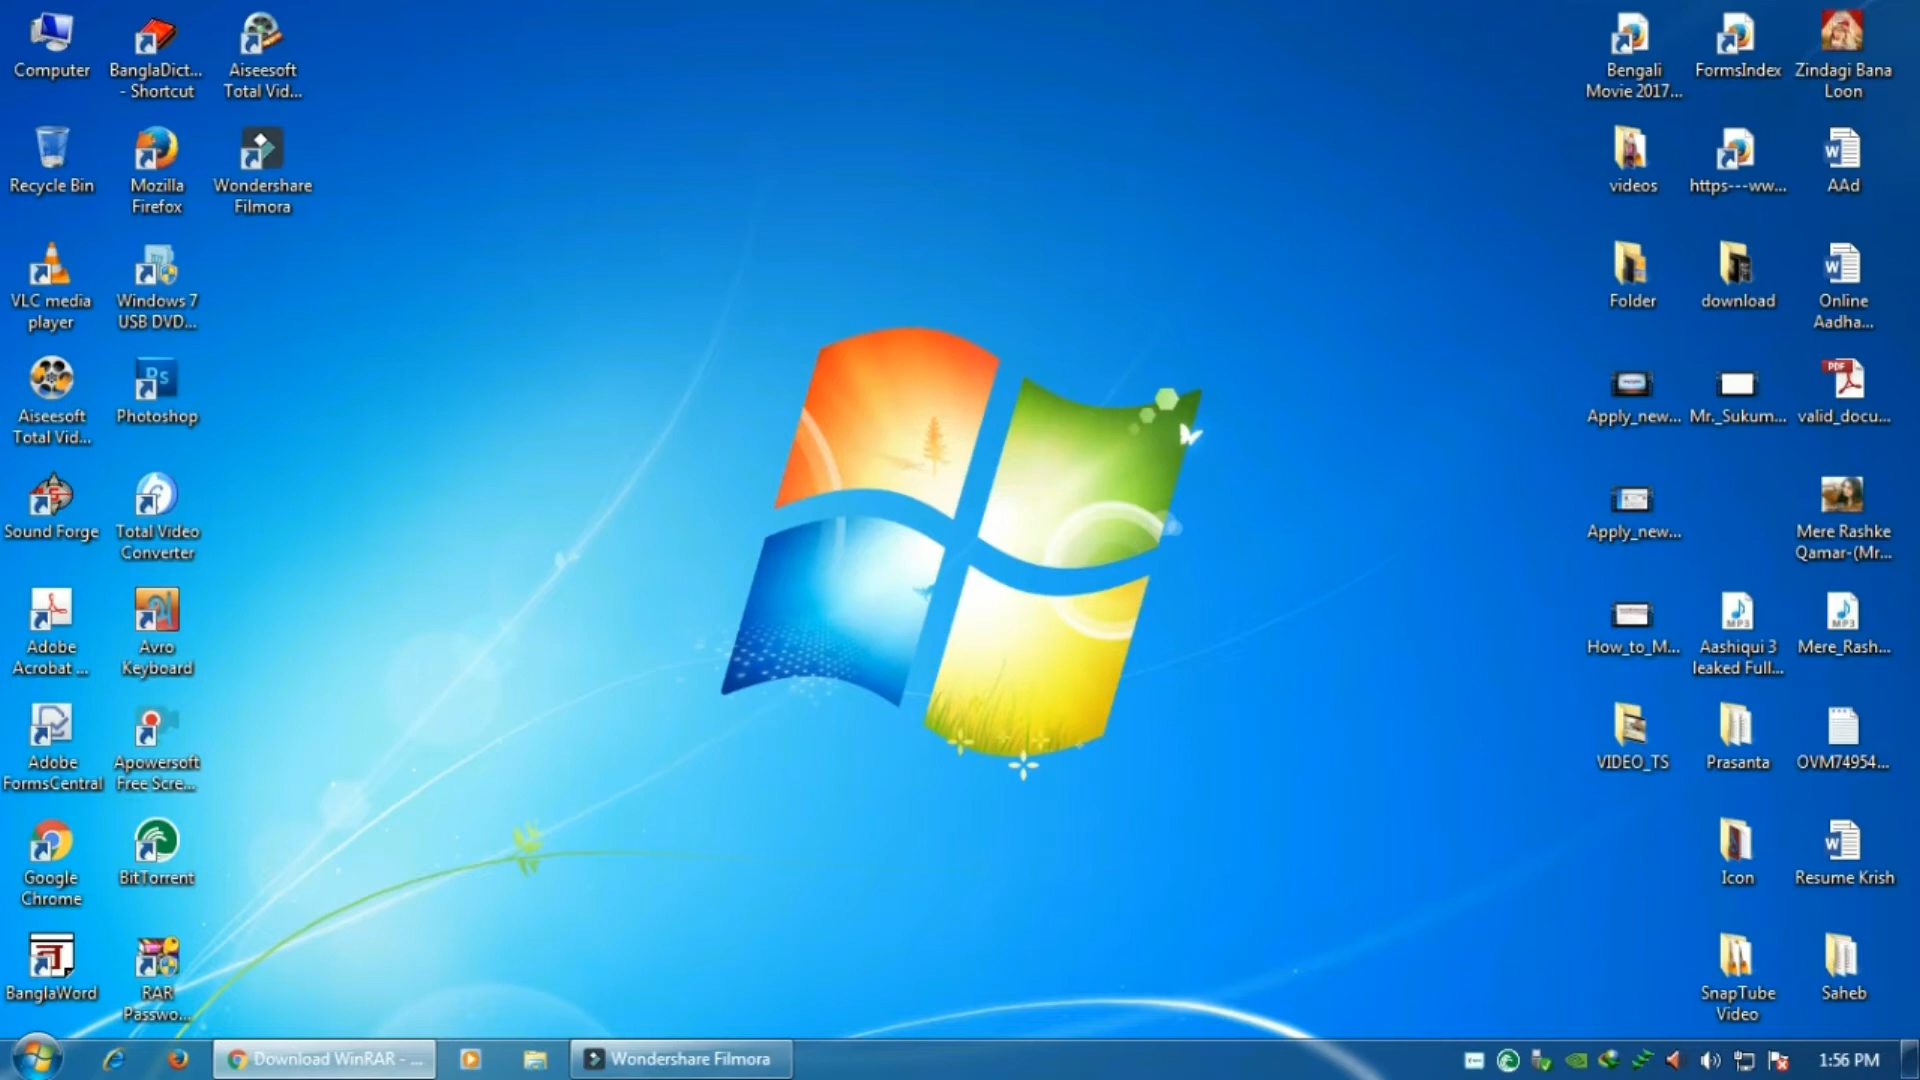 Computer
BanglaDict...
- Shortcut
Aiseesoft
Total Vid...
Bengali
Movie 2017...
FormsIndex
Zindagi Bana
Loon
Recycle Bin
Mozilla
Firefox
Wondershare
Filmora
videos
https---ww...
AAd
VLC media
player
Windows 7
USB DVD...
Folder
download
Online
Aadha...
Aiseesoft
Total Vid...
Ps
Photoshop
Apply_new...
Mr._Sukum...
PDF
valid_docu...
Sound Forge
Total Video
Converter
Apply_new...
Mere Rashke
Qamar-(Mr...
Adobe
Acrobat ...
Avro
Keyboard
How_to_M...
MP3
Aashiqui 3
leaked Full...
MP3
Mere_Rash...
Adobe
FormsCentral
Apowersoft
Free Scre...
VIDEO_TS
Prasanta
OVM74954...
Google
Chrome
BitTorrent
Icon
Resume Krish
BanglaWord
RAR
Passwo...
SnapTube
Video
Saheb
Download WinRAR - ...
Wondershare Filmora
1:56 PM